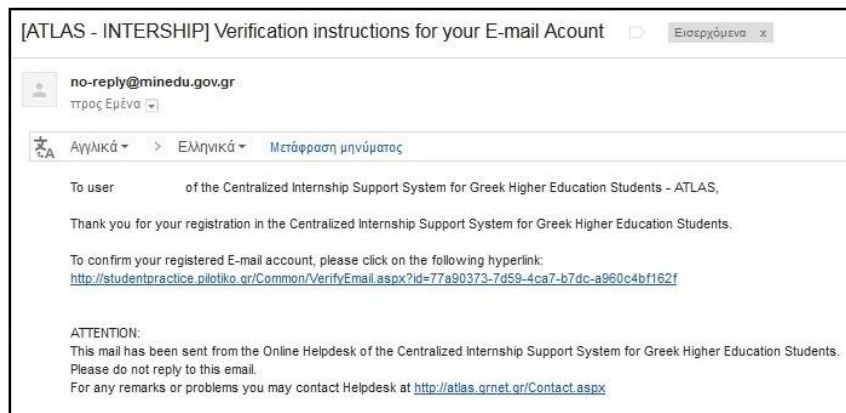 [ATLAS - INTERSHIP] Verification instructions for your E-mail Acount Εισερχόμενα x
no-reply@minedu.gov.gr
προς Εμένα
Αγγλικά > Ελληνικά Μετάφραση μηνύματος
To user of the Centralized Internship Support System for Greek Higher Education Students - ATLAS,
Thank you for your registration in the Centralized Internship Support System for Greek Higher Education Students.
To confirm your registered E-mail account, please click on the following hyperlink:
http://studentpractice.pilotiko.gr/Common/VerifyEmail.aspx?id=77a90373-7d59-4ca7-b7dc-a960c4bf162f
ATTENTION:
This mail has been sent from the Online Helpdesk of the Centralized Internship Support System for Greek Higher Education Students.
Please do not reply to this email.
For any remarks or problems you may contact Helpdesk at http://atlas.grnet.gr/Contact.aspx